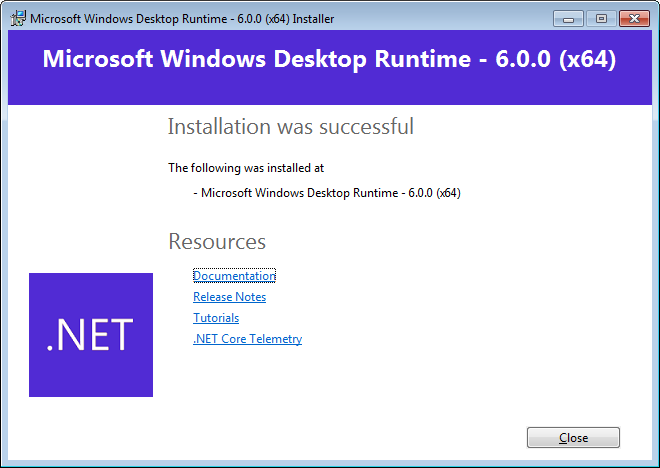 Microsoft Windows Desktop Runtime - 6.0.0 (x64) Installer
Microsoft Windows Desktop Runtime - 6.0.0 (x64)
Installation was successful
The following was installed at
- Microsoft Windows Desktop Runtime - 6.0.0 (x64)
Resources
Documentation
Release Notes
Tutorials
.NET Core Telemetry
.NET
Close